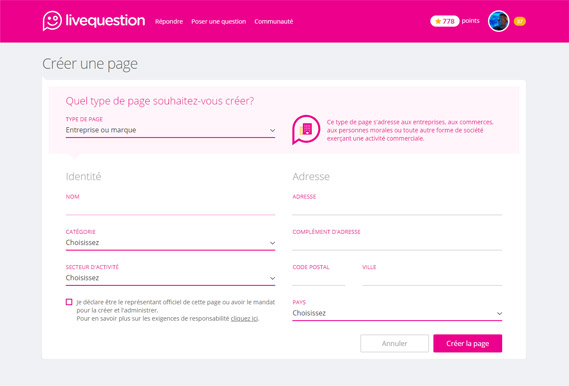 livequestion Répondre Poser une question Communauté 778 points
Créer une page
Quel type de page souhaitez-vous créer?
TYPE DE PAGE
Entreprise ou marque
Ce type de page s'adresse aux entreprises, aux commerces,
aux personnes morales ou toute autre forme de société
exerçant une activité commerciale.
Identité
NOM
CATÉGORIE
Choisissez
SECTEUR D'ACTIVITÉ
Choisissez
Je déclare être le représentant officiel de cette page ou avoir le mandat
pour la créer et l'administrer.
Pour en savoir plus sur les exigences de responsabilité cliquez ici.
Adresse
ADRESSE
COMPLÉMENT D'ADRESSE
CODE POSTAL VILLE
PAYS
Choisissez
Annuler Créer la page